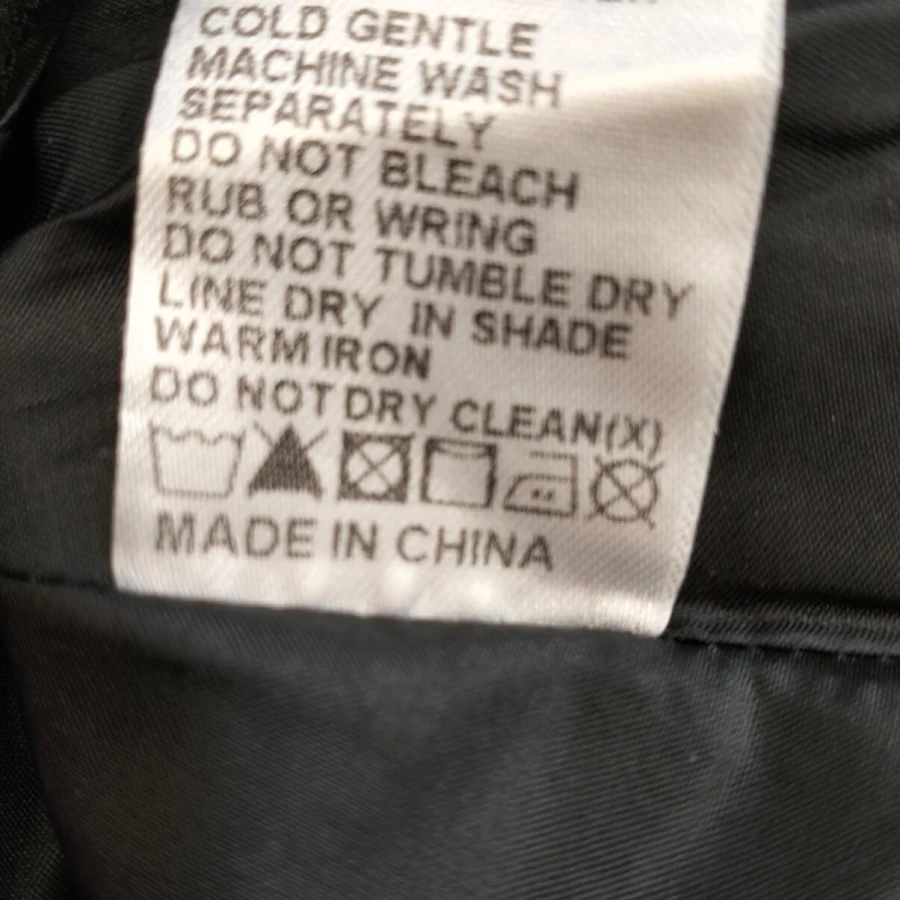 COLD GENTLE
MACHINE WASH
SEPARATELY
DO NOT BLEACH
RUB OR WRING
DO NOT TUMBLE DRY
LINE DRY IN SHADE
WARM IRON
DO NOT DRY CLEAN(X)
MADE IN CHINA